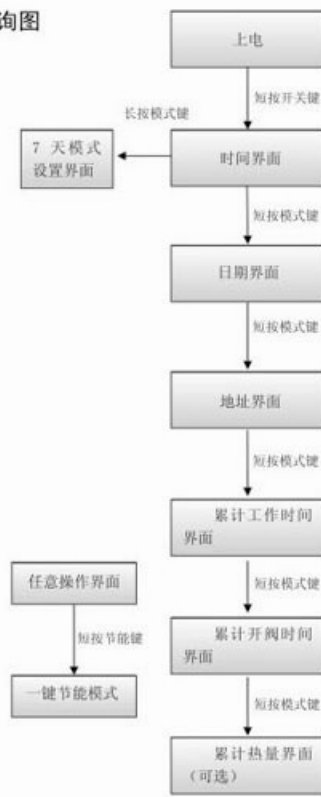 询图
上电
短按开关键
长按模式键
7 天模式
设置界面
时间界面
短按模式键
日期界面
短按模式键
地址界面
短按模式键
累计工作时间
界面
任意操作界面
短按模式键
短按节能键
累计开阀时间
界面
一键节能模式
短按模式键
累计热量界面
（可选）